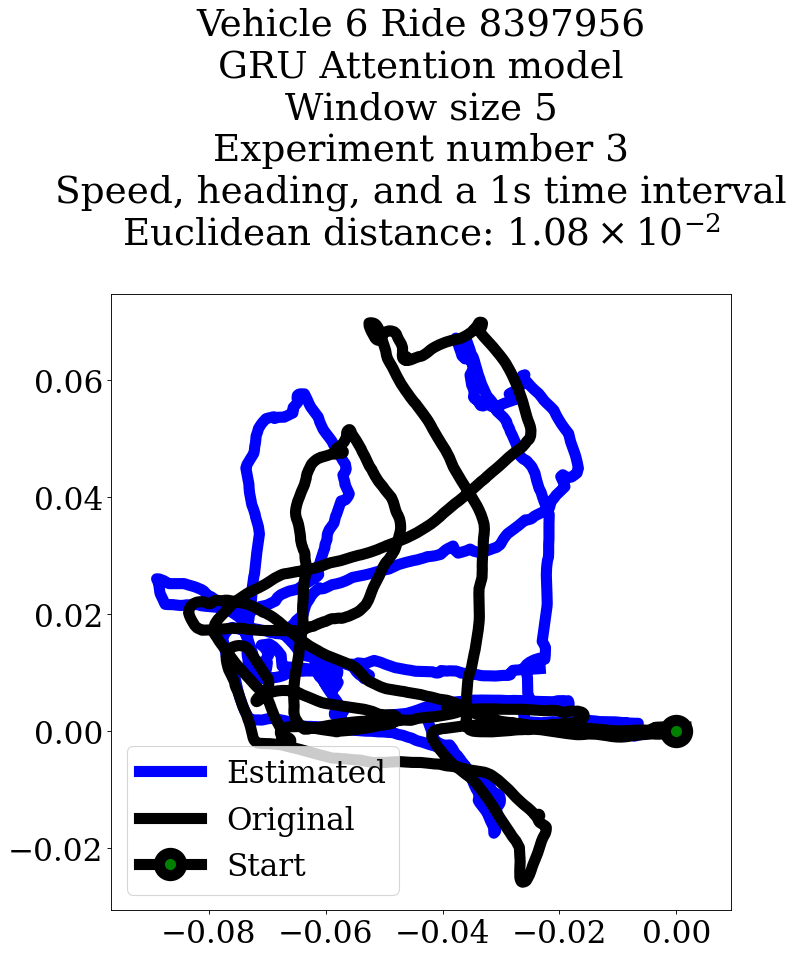 Vehicle 6 Ride 8397956
GRU Attention model
Window size 5
Experiment number 3
Speed, heading, and a 1s time interval
Euclidean distance: 1.08 × 10⁻²
0.06
0.04
0.02
0.00
−0.02
Estimated
Original
Start
−0.08 −0.06 −0.04 −0.02 0.00